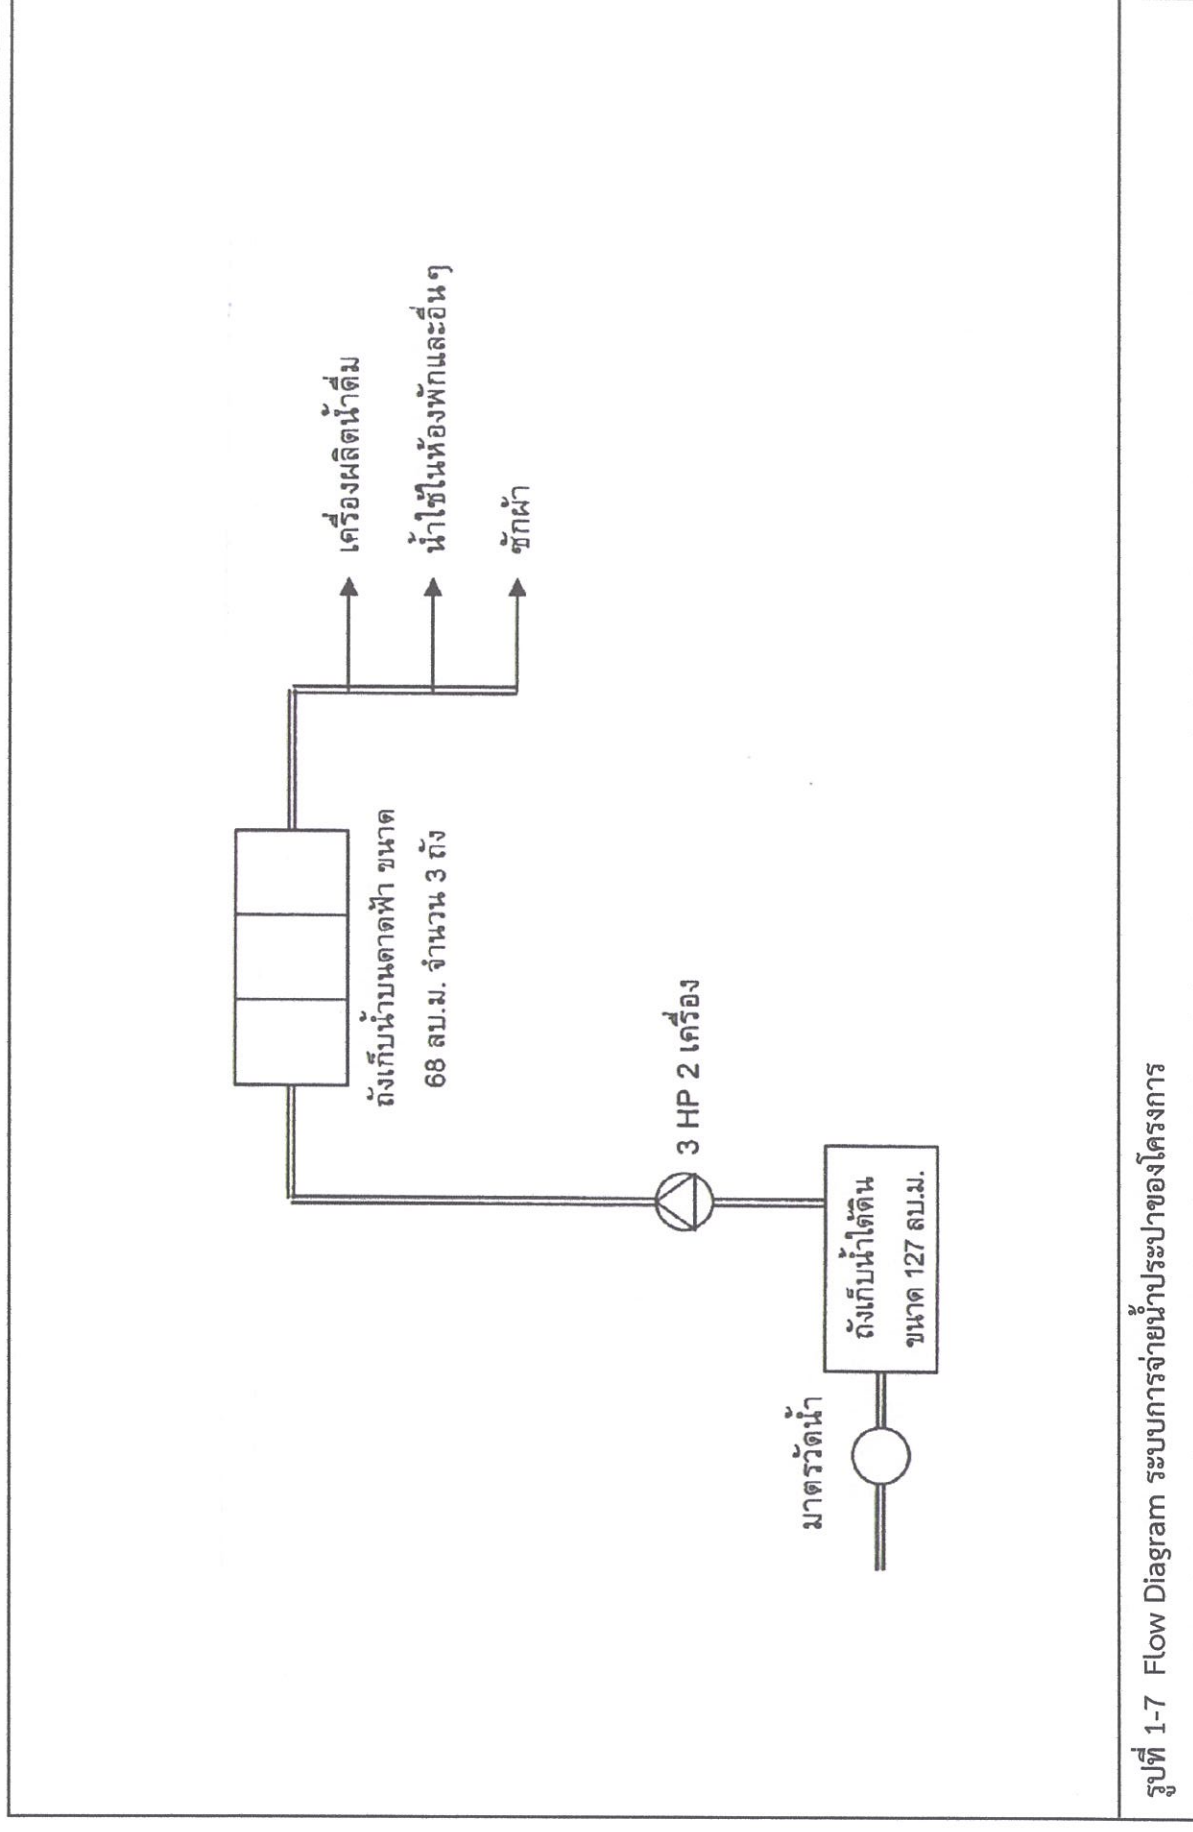 เครื่องผลิตน้ำดื่ม
น้ำใช้ในห้องพักและอื่นๆ
ซักผ้า
ถังเก็บน้ำบนดาดฟ้า ขนาด
68 ลบ.ม. จำนวน 3 ถัง
3 HP 2 เครื่อง
มาตรวัดน้ำ
ถังเก็บน้ำใต้ดิน
ขนาด 127 ลบ.ม.
รูปที่ 1-7 Flow Diagram ระบบการจ่ายน้ำประปาของโครงการ